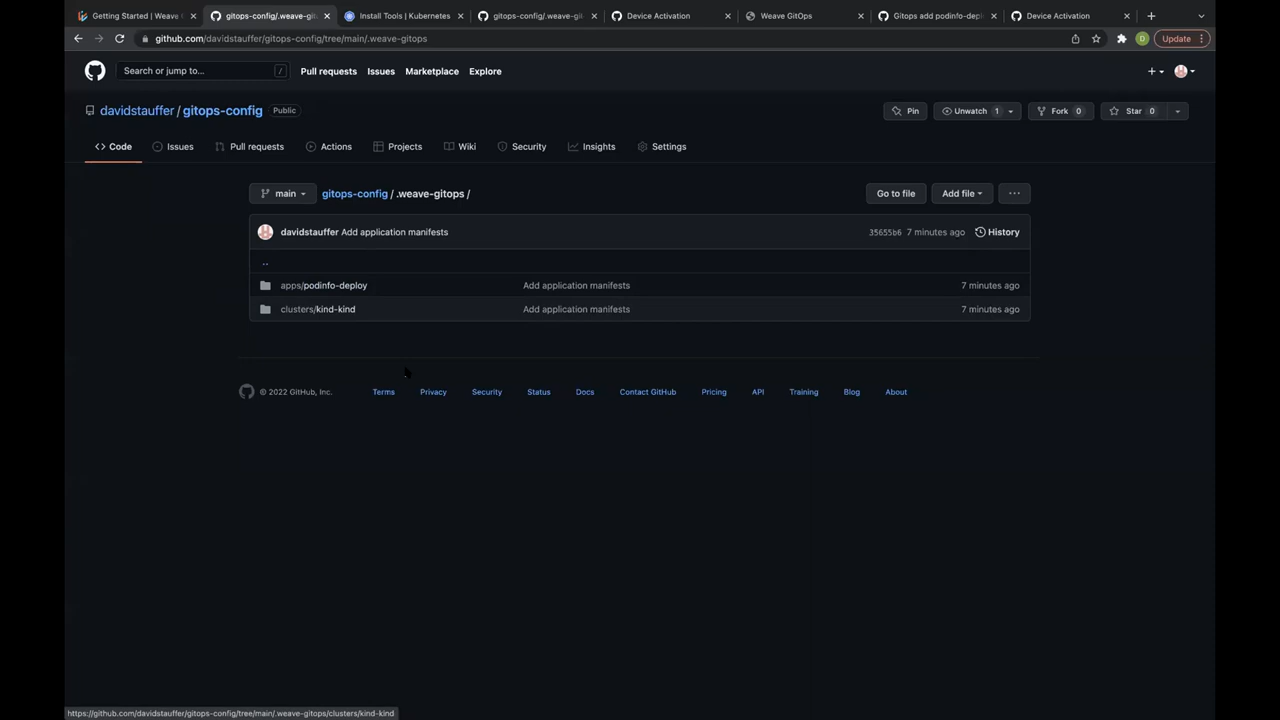 Getting Started | Weave
gitops-config/.weave-git
Install Tools | Kubernetes
gitops-config/.weave-gi
Device Activation
Weave GitOps
Gitops add podinfo-depl
Device Activation
github.com/davidstauffer/gitops-config/tree/main/.weave-gitops
D
Update
Search or jump to...
/
Pull requests
Issues
Marketplace
Explore
davidstauffer / gitops-config
Public
Pin
Unwatch 1
Fork 0
Star 0
Code
Issues
Pull requests
Actions
Projects
Wiki
Security
Insights
Settings
main
gitops-config / .weave-gitops /
Go to file
Add file
davidstauffer Add application manifests
35655b6 7 minutes ago
History
..
apps/podinfo-deploy
Add application manifests
7 minutes ago
clusters/kind-kind
Add application manifests
7 minutes ago
© 2022 GitHub, Inc.
Terms
Privacy
Security
Status
Docs
Contact GitHub
Pricing
API
Training
Blog
About
https://github.com/davidstauffer/gitops-config/tree/main/.weave-gitops/clusters/kind-kind